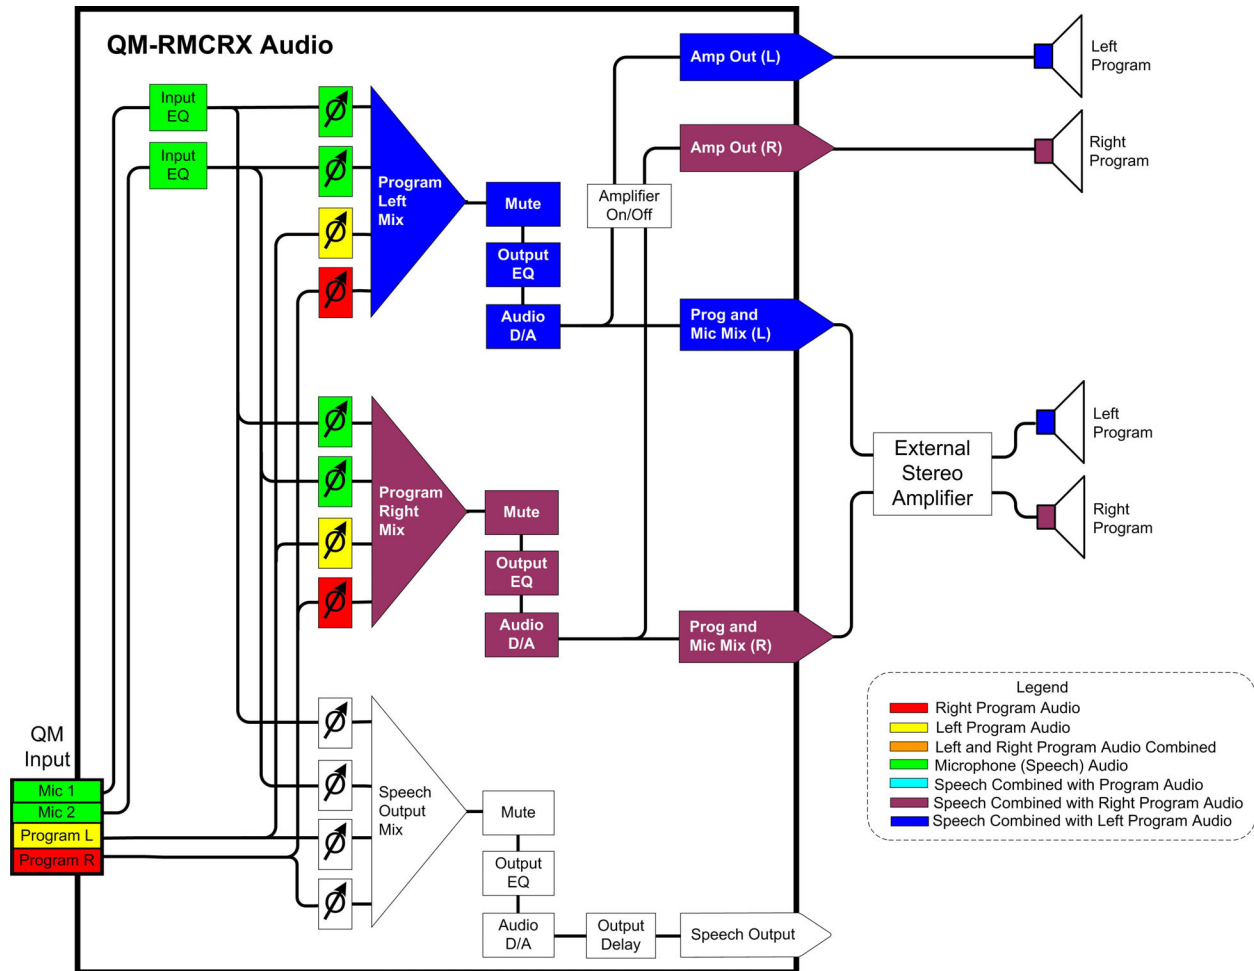 QM-RMCRX Audio
Input
EQ
Input
EQ
Program
Left
Mix
Mute
Output
EQ
Audio
D/A
Amplifier
On/Off
Amp Out (L)
Amp Out (R)
Prog and
Mic Mix (L)
Left
Program
Right
Program
Program
Right
Mix
Mute
Output
EQ
Audio
D/A
Prog and
Mic Mix (R)
External
Stereo
Amplifier
Left
Program
Right
Program
QM
Input
Mic 1
Mic 2
Program L
Program R
Speech
Output
Mix
Mute
Output
EQ
Audio
D/A
Output
Delay
Speech Output
Legend
Right Program Audio
Left Program Audio
Left and Right Program Audio Combined
Microphone (Speech) Audio
Speech Combined with Program Audio
Speech Combined with Right Program Audio
Speech Combined with Left Program Audio